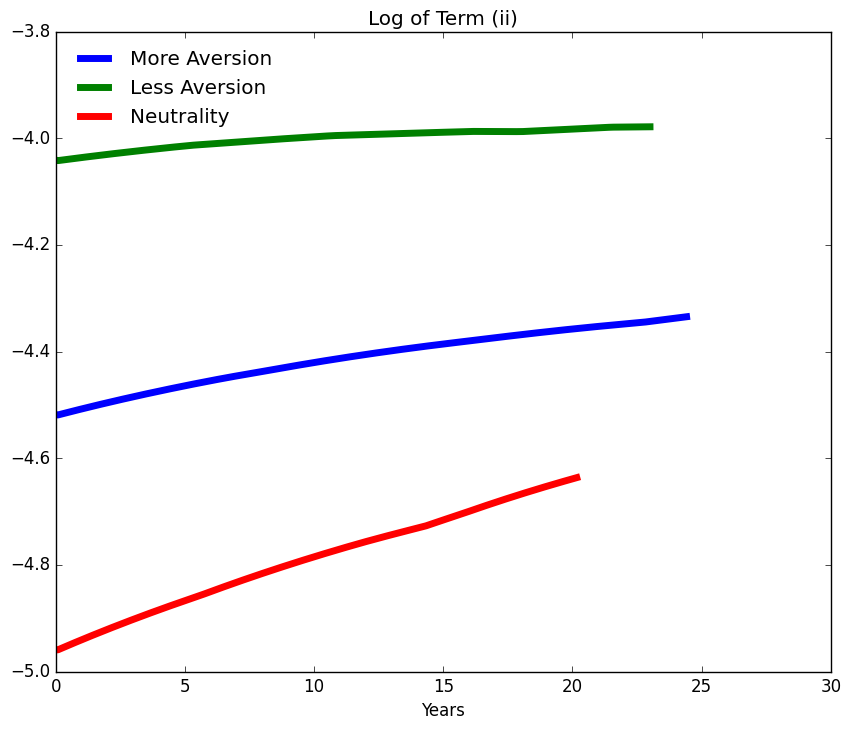 Log of Term (ii)
More Aversion
Less Aversion
Neutrality
−3.8
−4.0
−4.2
−4.4
−4.6
−4.8
−5.0
0 5 10 15 20 25 30
Years